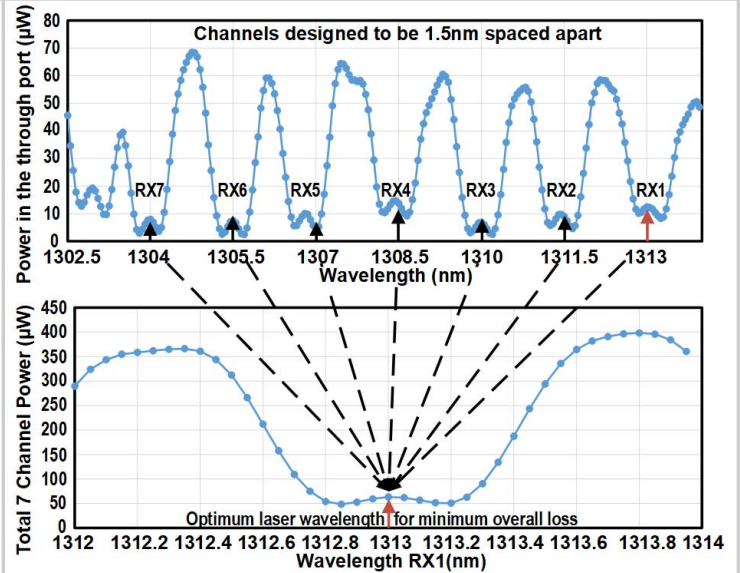 Channels designed to be 1.5nm spaced apart
Power in the through port (µW)
80
70
60
50
40
30
20
10
0
RX7 RX6 RX5 RX4 RX3 RX2 RX1
1302.5 1304 1305.5 1307 1308.5 1310 1311.5 1313
Wavelength (nm)
Total 7 Channel Power (µW)
450
400
350
300
250
200
150
100
50
0
Optimum laser wavelength for minimum overall loss
1312 1312.2 1312.4 1312.6 1312.8 1313 1313.2 1313.4 1313.6 1313.8 1314
Wavelength RX1(nm)